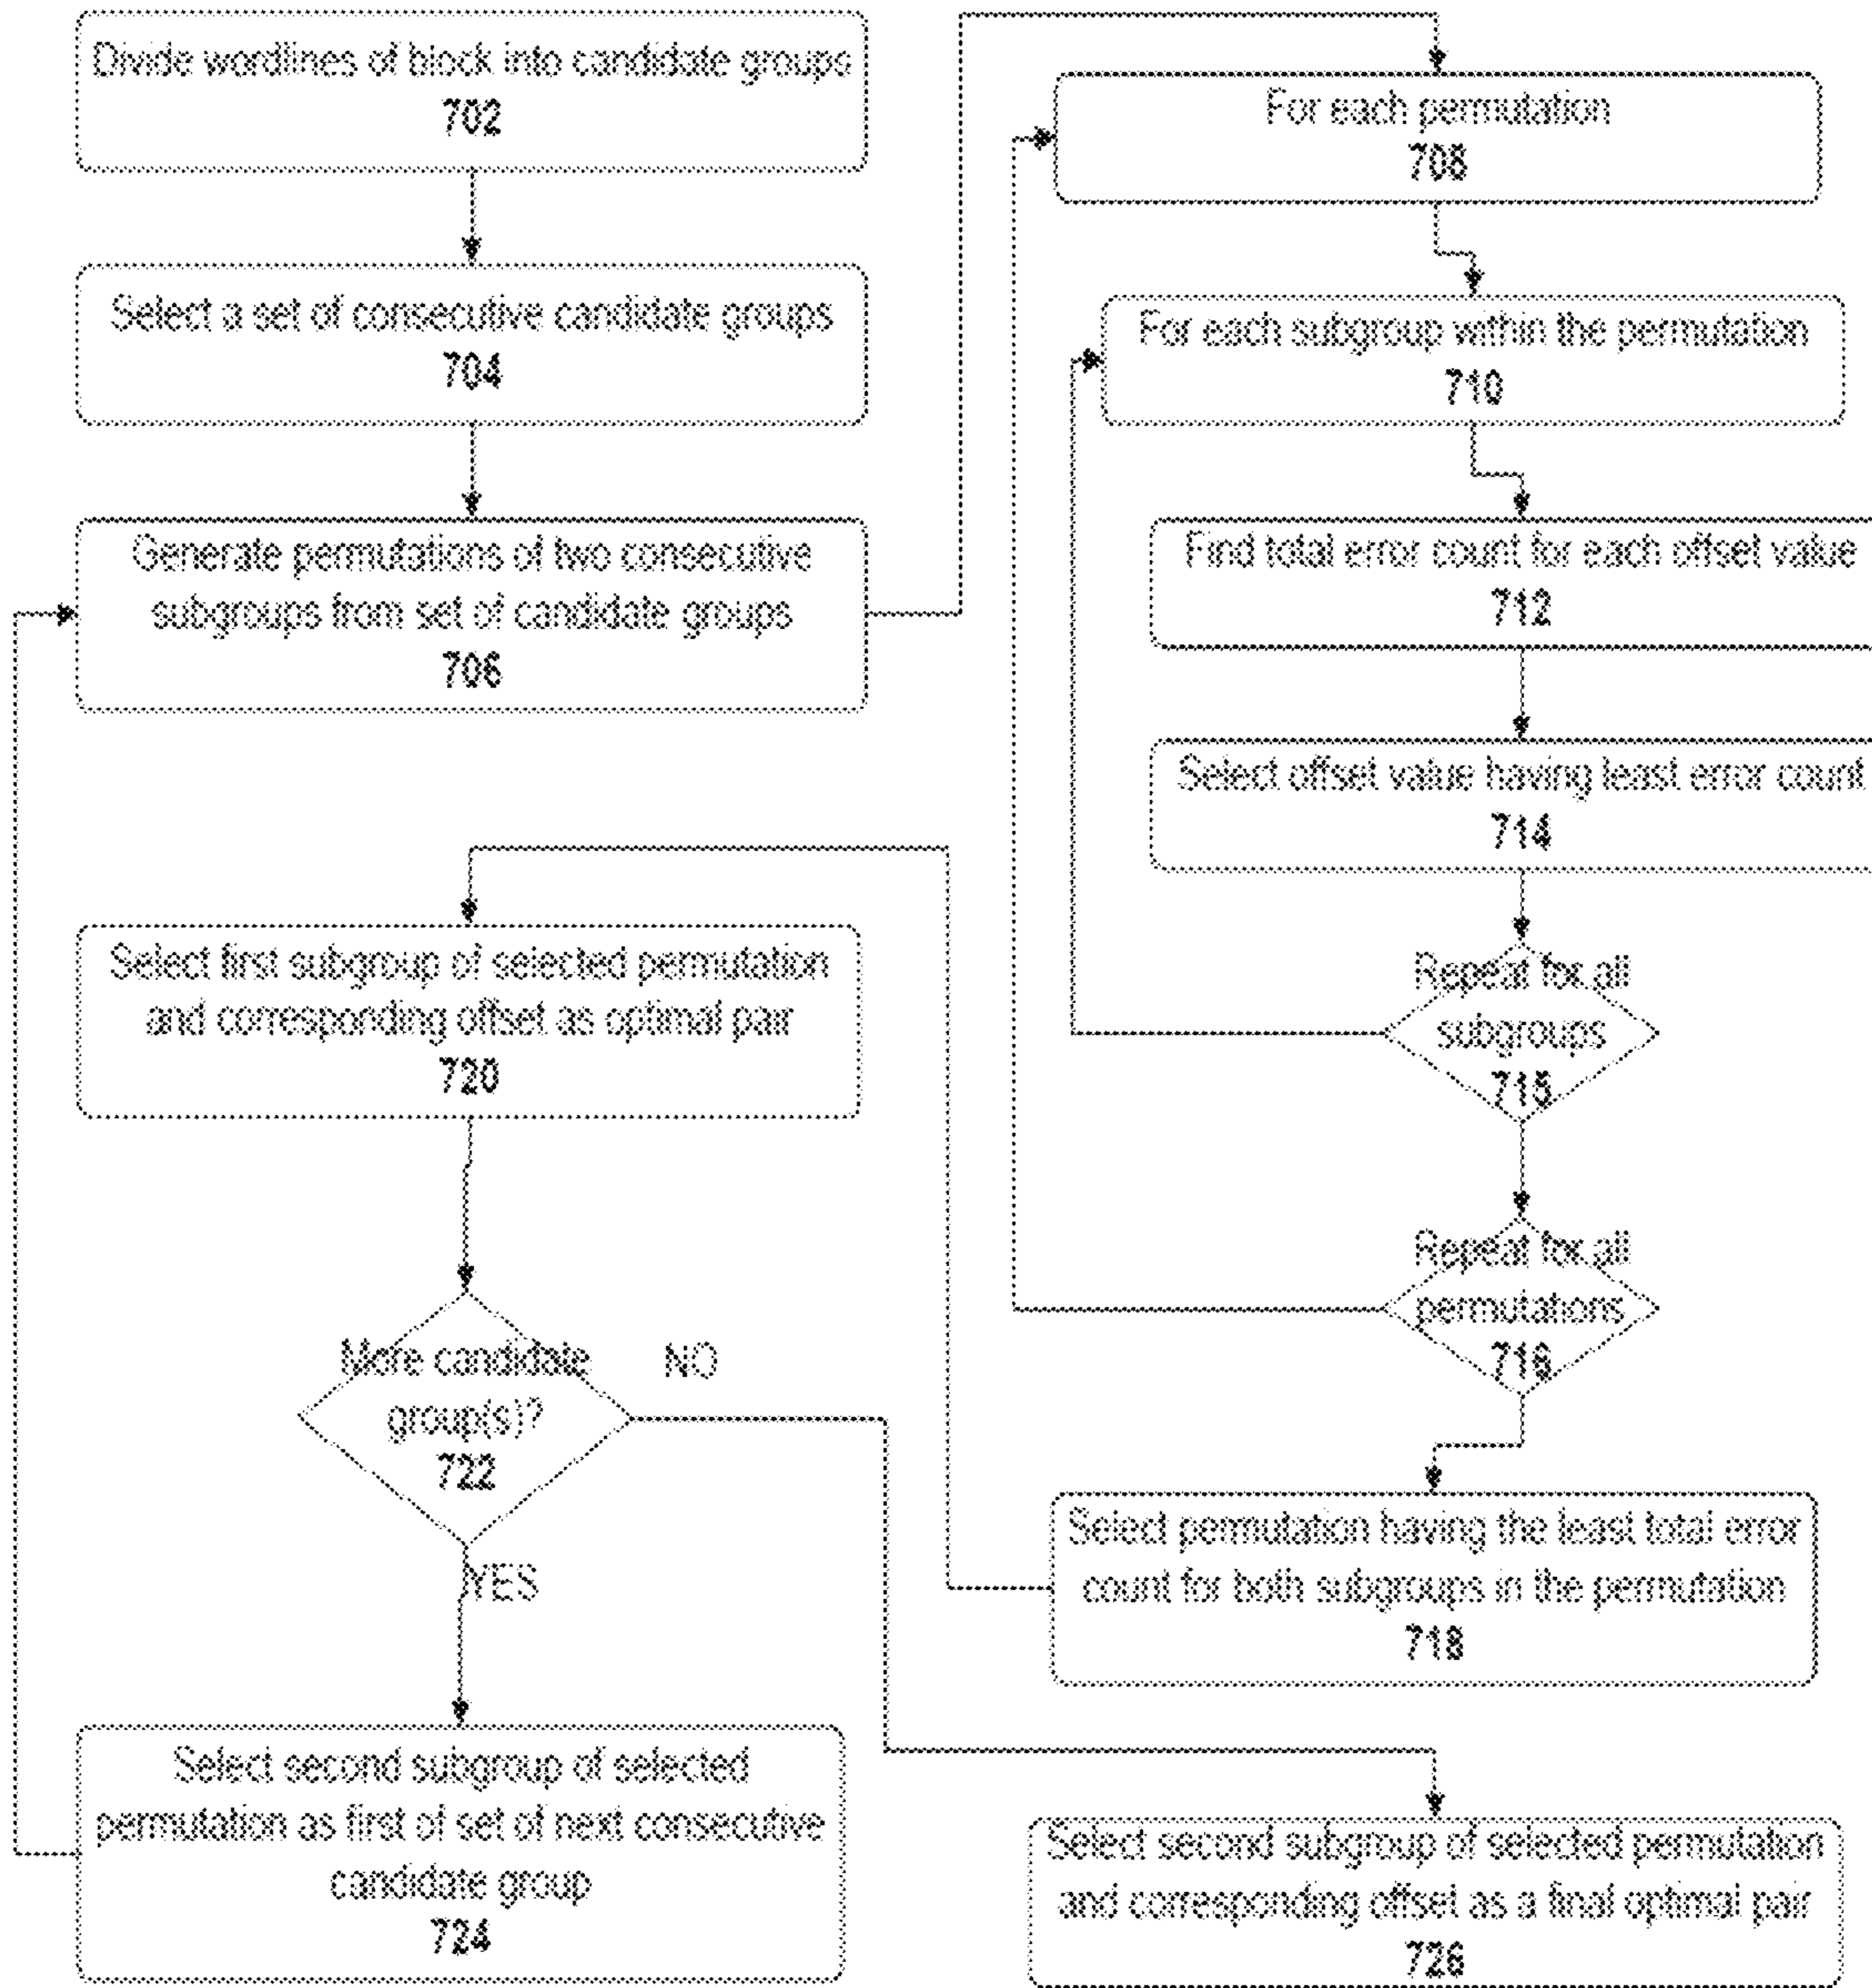 Divide wordlines of block into candidate groups
702
Select a set of consecutive candidate groups
704
Generate permutations of two consecutive
subgroups from set of candidate groups
706
For each permutation
708
For each subgroup within the permutation
710
Find total error count for each offset value
712
Select offset value having least error count
714
Repeat for all
subgroups
715
Repeat for all
permutations
716
Select permutation having the least total error
count for both subgroups in the permutation
718
Select first subgroup of selected permutation
and corresponding offset as optimal pair
720
More candidate
group(s)?
722
NO
YES
Select second subgroup of selected
permutation as first of set of next consecutive
candidate group
724
Select second subgroup of selected permutation
and corresponding offset as a final optimal pair
726